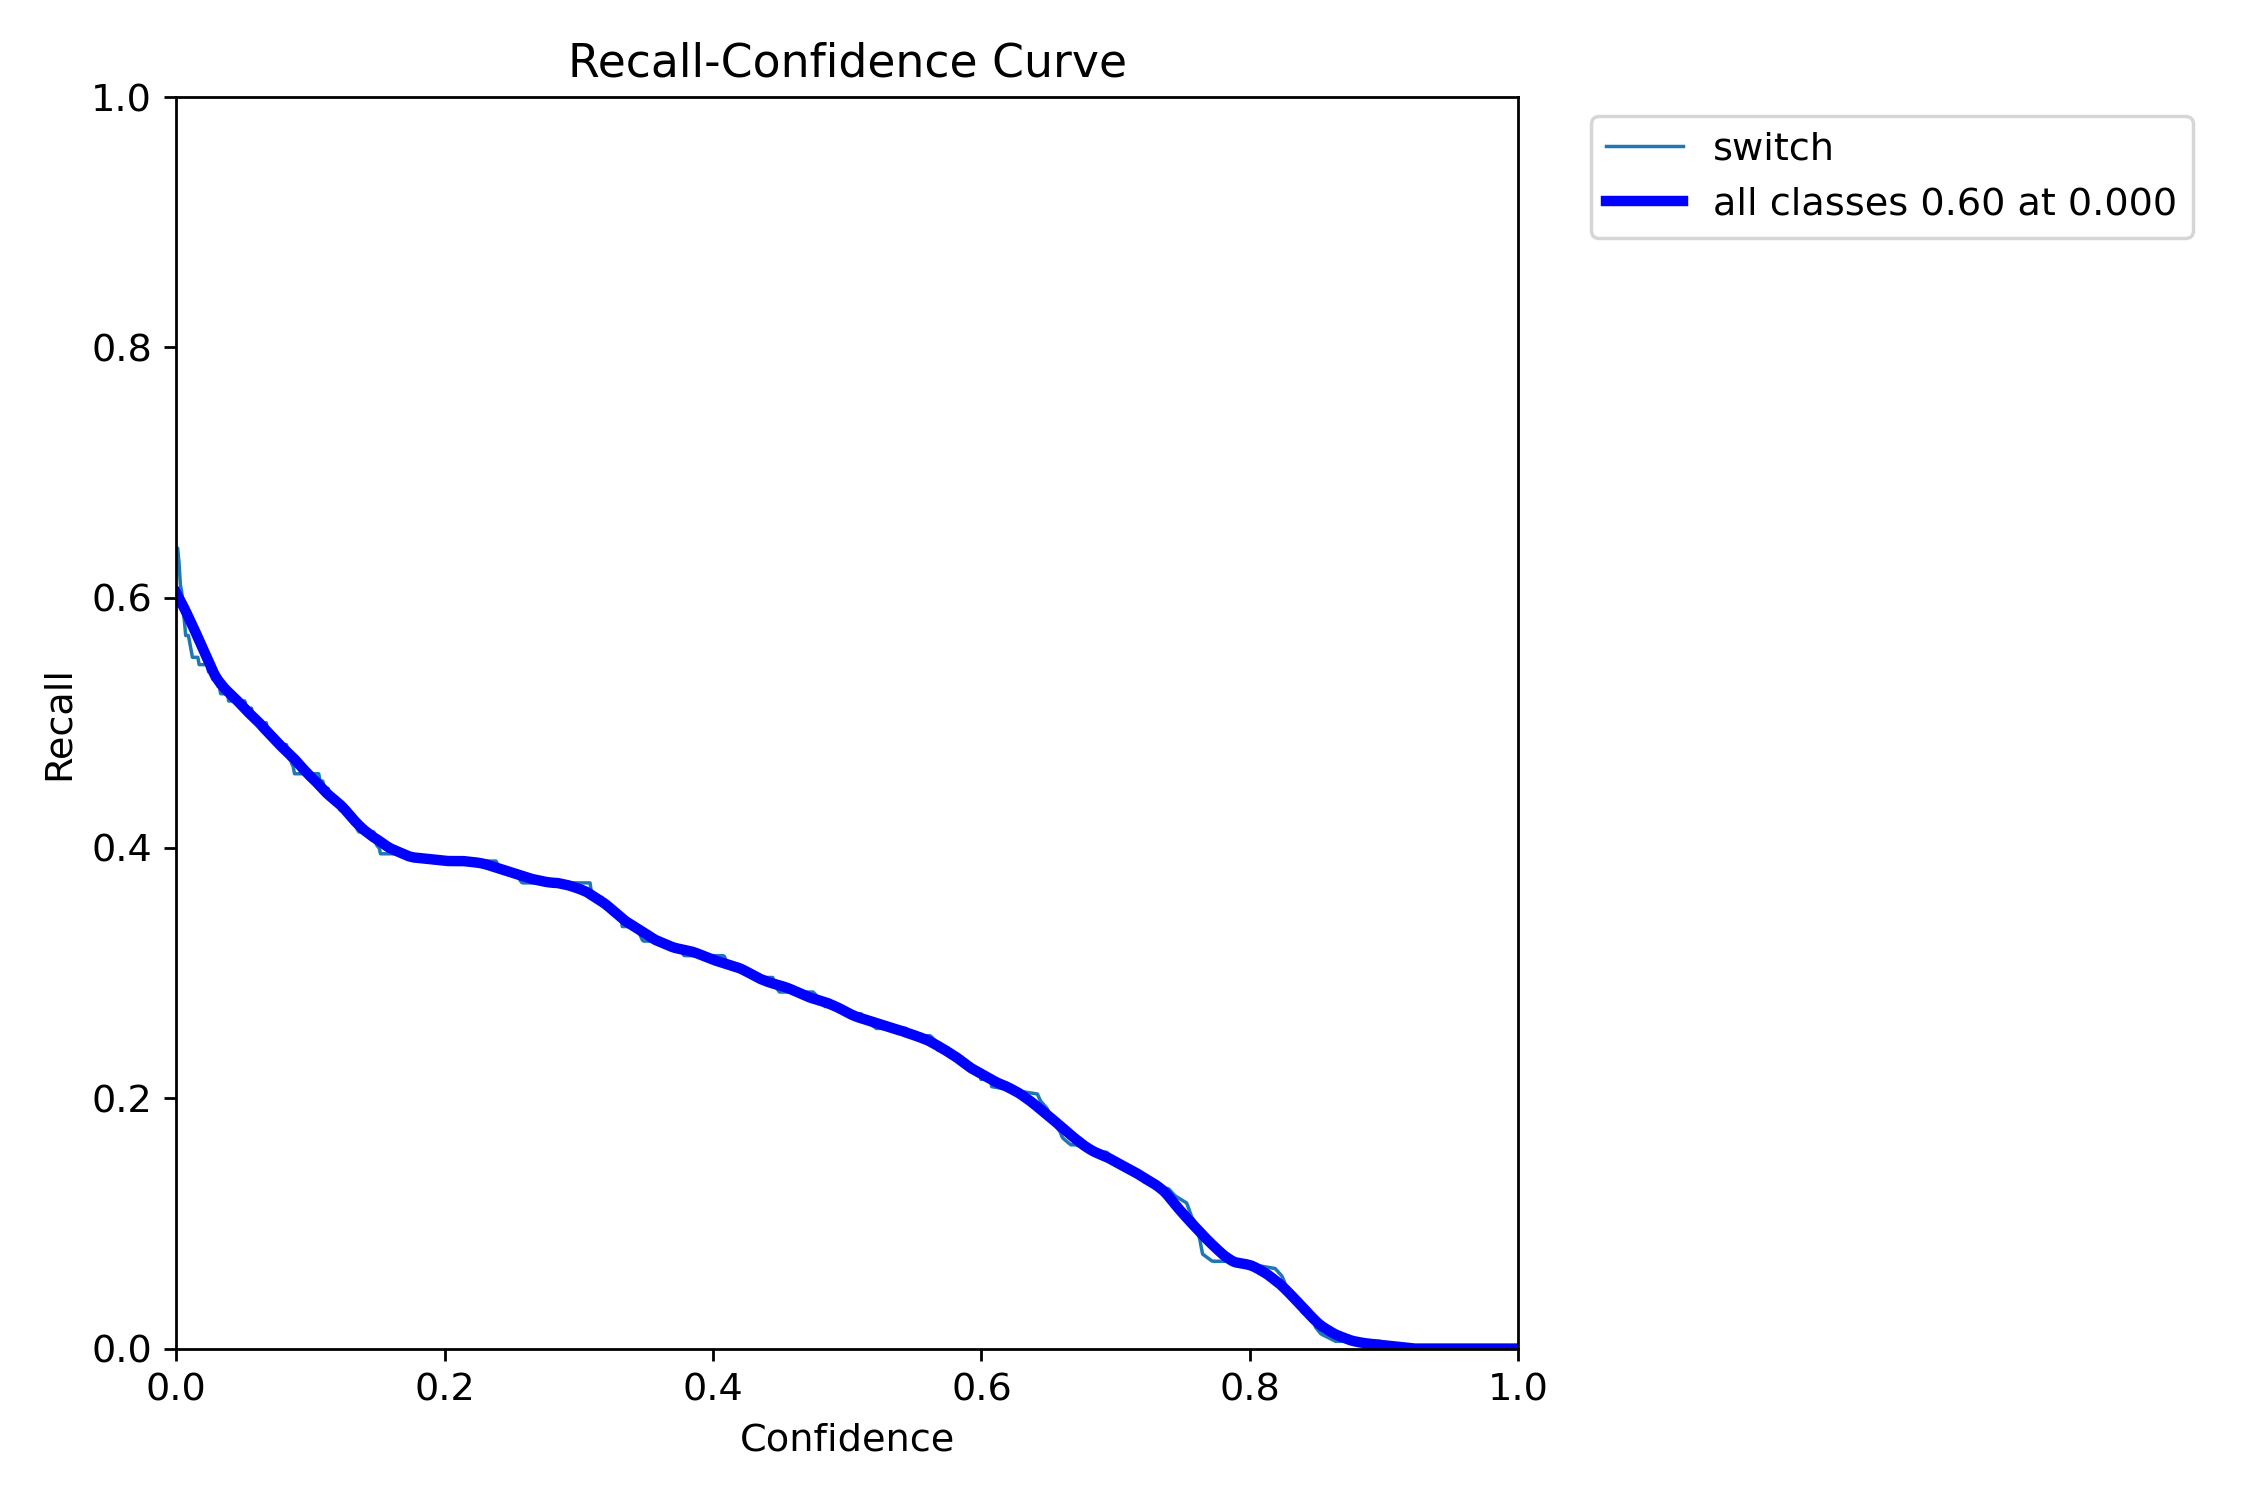 Recall-Confidence Curve
1.0
0.8
0.6
0.4
0.2
0.0
Recall
0.0 0.2 0.4 0.6 0.8 1.0
Confidence
switch
all classes 0.60 at 0.000